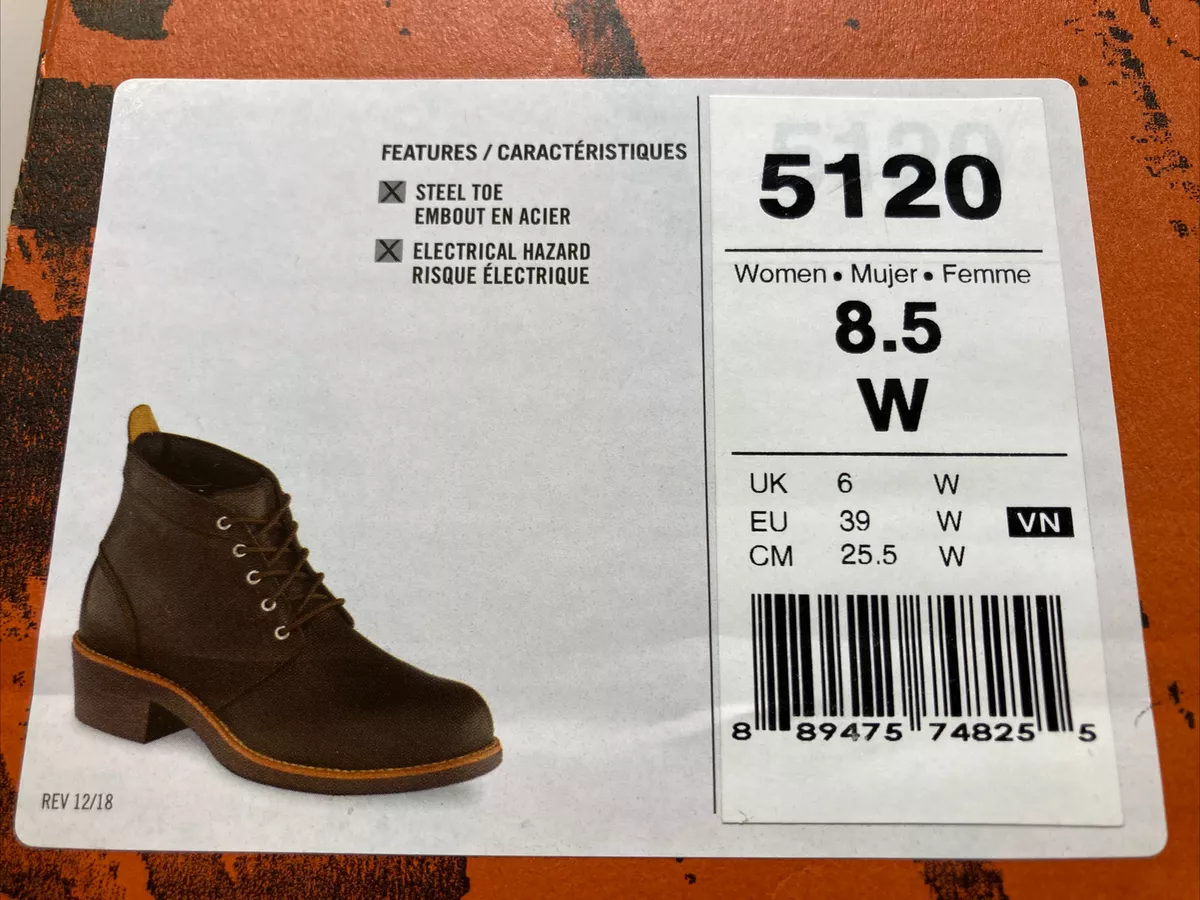 FEATURES / CARACTÉRISTIQUES
STEEL TOE
EMBOUT EN ACIER
ELECTRICAL HAZARD
RISQUE ÉLECTRIQUE
REV 12/18
5120
5120
Women • Mujer • Femme
8.5
W
UK 6 W
EU 39 W
CM 25.5 W
VN
8 89475 74825 5